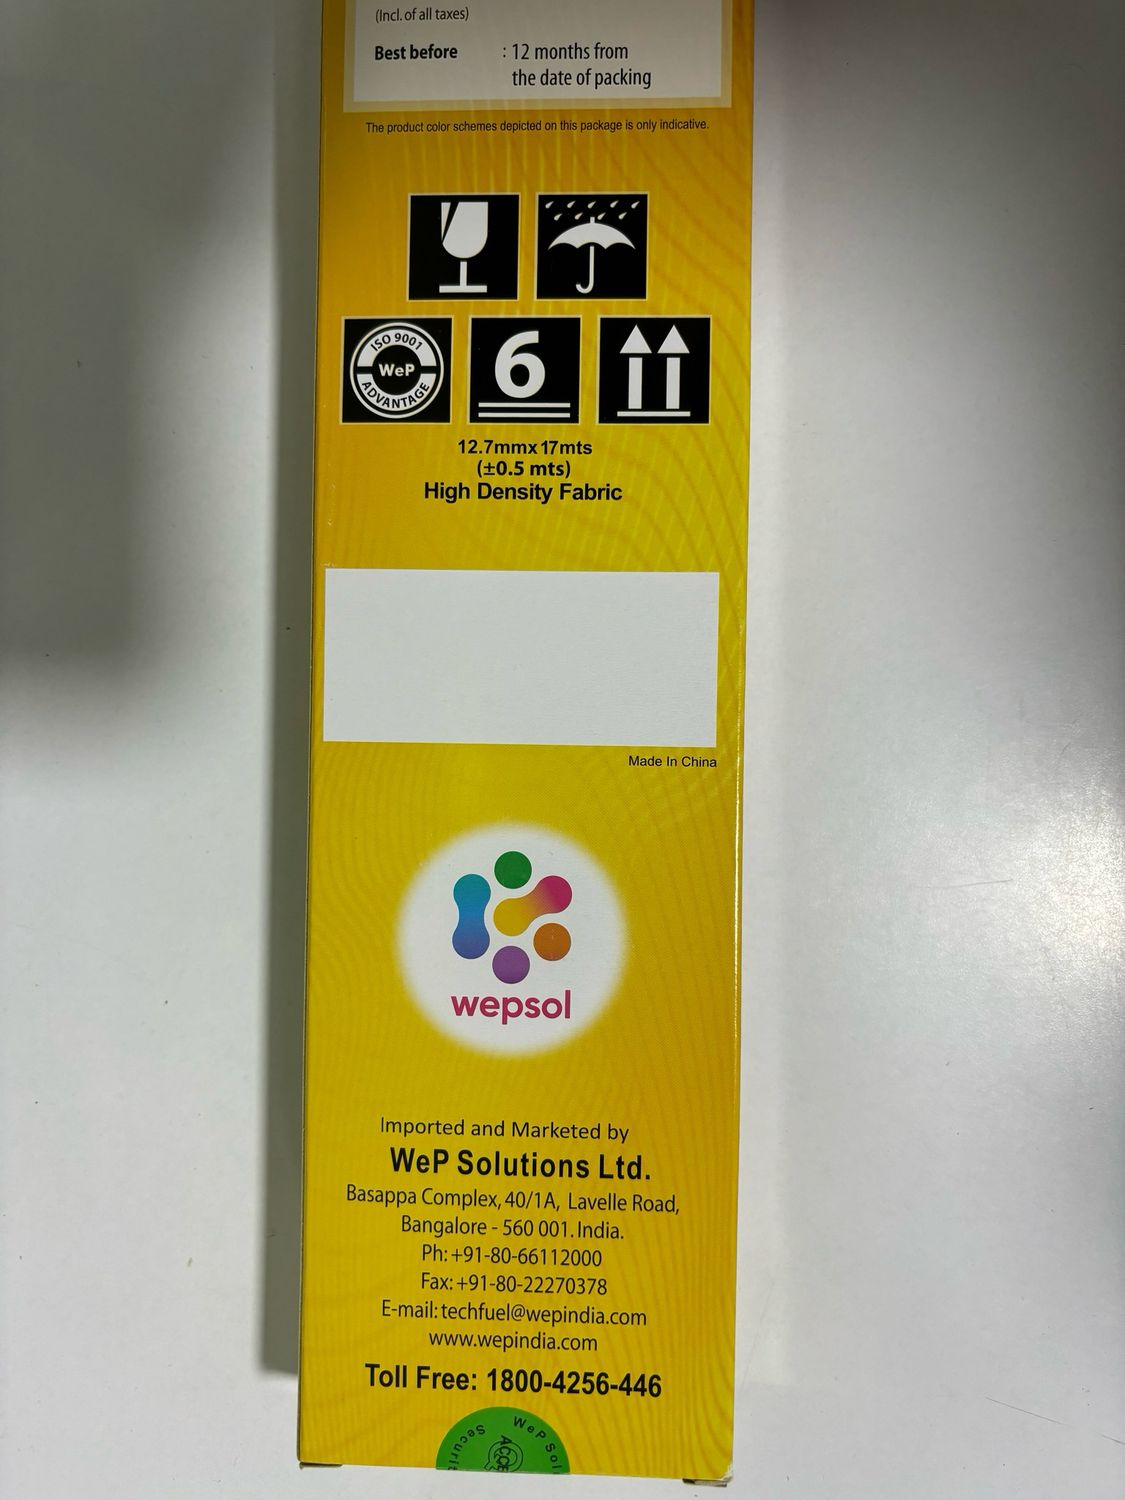 (Incl. of all taxes)
Best before : 12 months from
the date of packing
The product color schemes depicted on this package is only indicative.
ISO 9001
WeP
ADVANTAGE
6
12.7mmx17mts
(±0.5 mts)
High Density Fabric
Made In China
wepsol
Imported and Marketed by
WeP Solutions Ltd.
Basappa Complex, 40/1A, Lavelle Road,
Bangalore - 560 001. India.
Ph: +91-80-66112000
Fax: +91-80-22270378
E-mail: techfuel@wepindia.com
www.wepindia.com
Toll Free: 1800-4256-446
WeP Sol